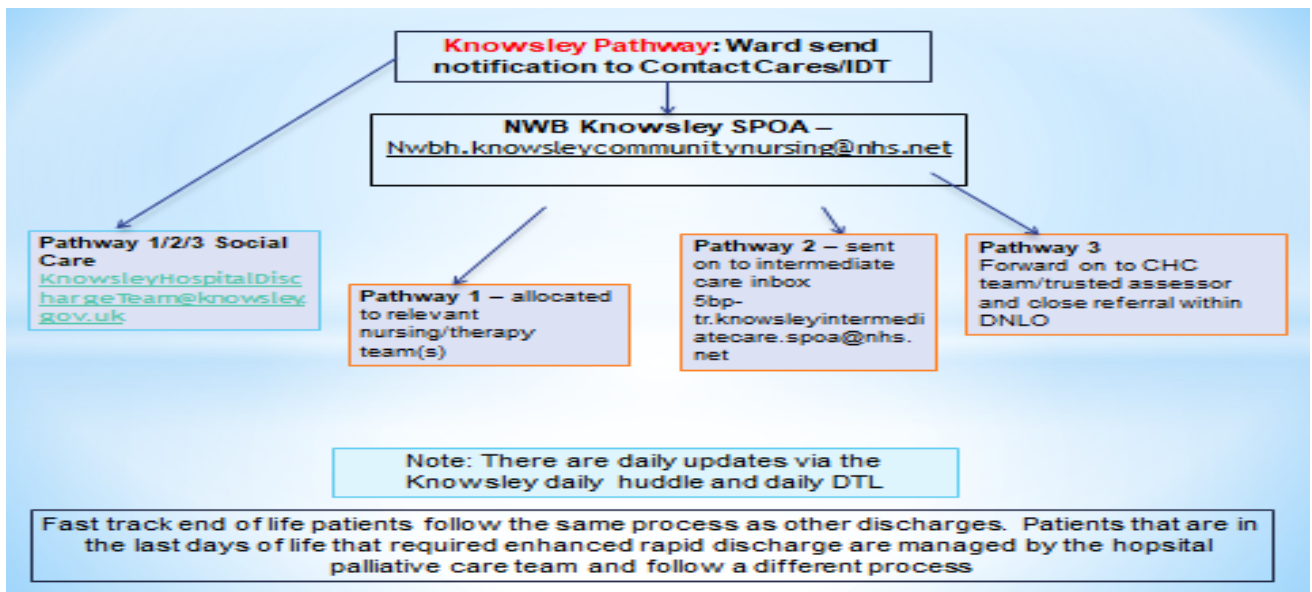 Knowsley Pathway: Ward send
notification to ContactCares/IDT
NWB Knowsley SPOA –
Nwbh.knowsleycommunitynursing@nhs.net
Pathway 1/2/3 Social
Care
KnowsleyHospitalDisc
hargeTeam@knowsley.
gov.uk
Pathway 1 – allocated
to relevant
nursing/therapy
team(s)
Pathway 2 – sent
on to intermediate
care inbox
5bp-
tr.knowsleyintermedi
atecare.spoa@nhs.
net
Pathway 3
Forward on to CHC
team/trusted assessor
and close referral within
DNLO
Note: There are daily updates via the
Knowsley daily huddle and daily DTL
Fast track end of life patients follow the same process as other discharges. Patients that are in
the last days of life that required enhanced rapid discharge are managed by the hopsital
palliative care team and follow a different process